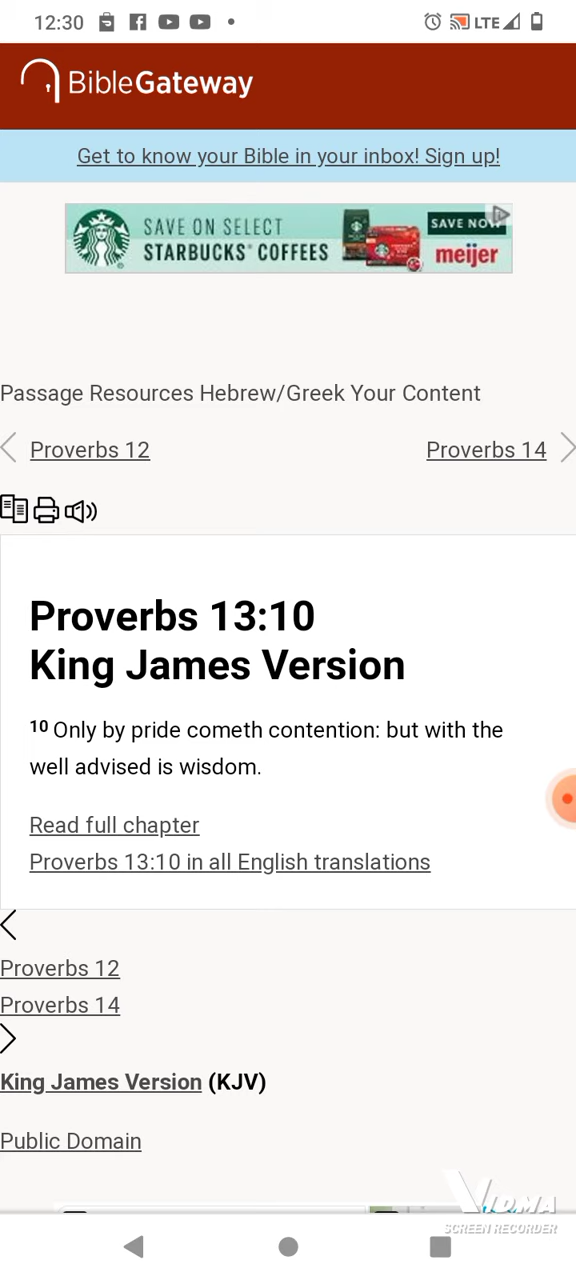 12:30
LTE
BibleGateway
Get to know your Bible in your inbox! Sign up!
SAVE ON SELECT
STARBUCKS® COFFEES
SAVE NOW
meijer
Passage Resources Hebrew/Greek Your Content
Proverbs 12
Proverbs 14
Proverbs 13:10
King James Version
10 Only by pride cometh contention: but with the
well advised is wisdom.
Read full chapter
Proverbs 13:10 in all English translations
Proverbs 12
Proverbs 14
King James Version (KJV)
Public Domain
VIDMA
SCREEN RECORDER